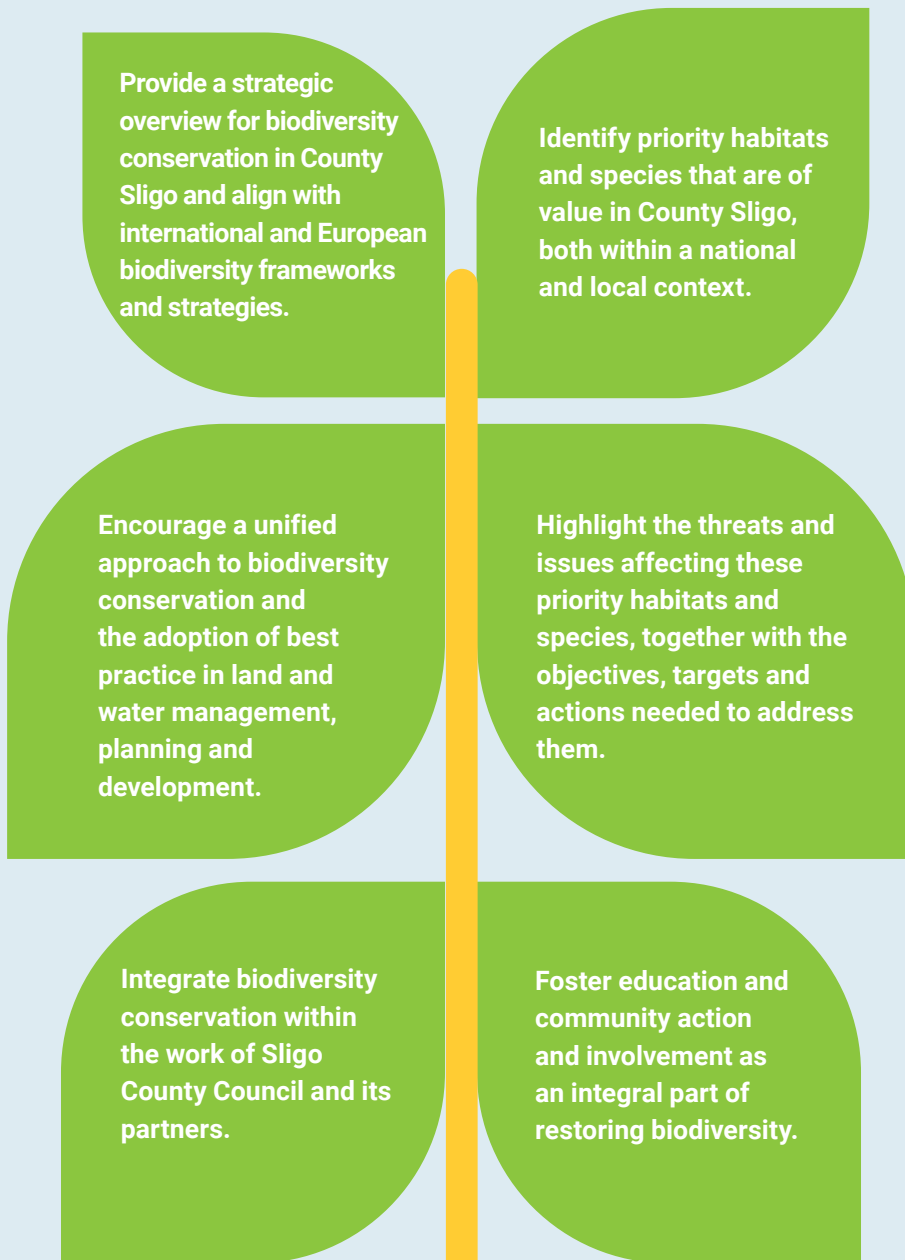 Provide a strategic
overview for biodiversity
conservation in County
Sligo and align with
international and European
biodiversity frameworks
and strategies.
Identify priority habitats
and species that are of
value in County Sligo,
both within a national
and local context.
Encourage a unified
approach to biodiversity
conservation and
the adoption of best
practice in land and
water management,
planning and
development.
Highlight the threats and
issues affecting these
priority habitats and
species, together with the
objectives, targets and
actions needed to address
them.
Integrate biodiversity
conservation within
the work of Sligo
County Council and its
partners.
Foster education and
community action
and involvement as
an integral part of
restoring biodiversity.